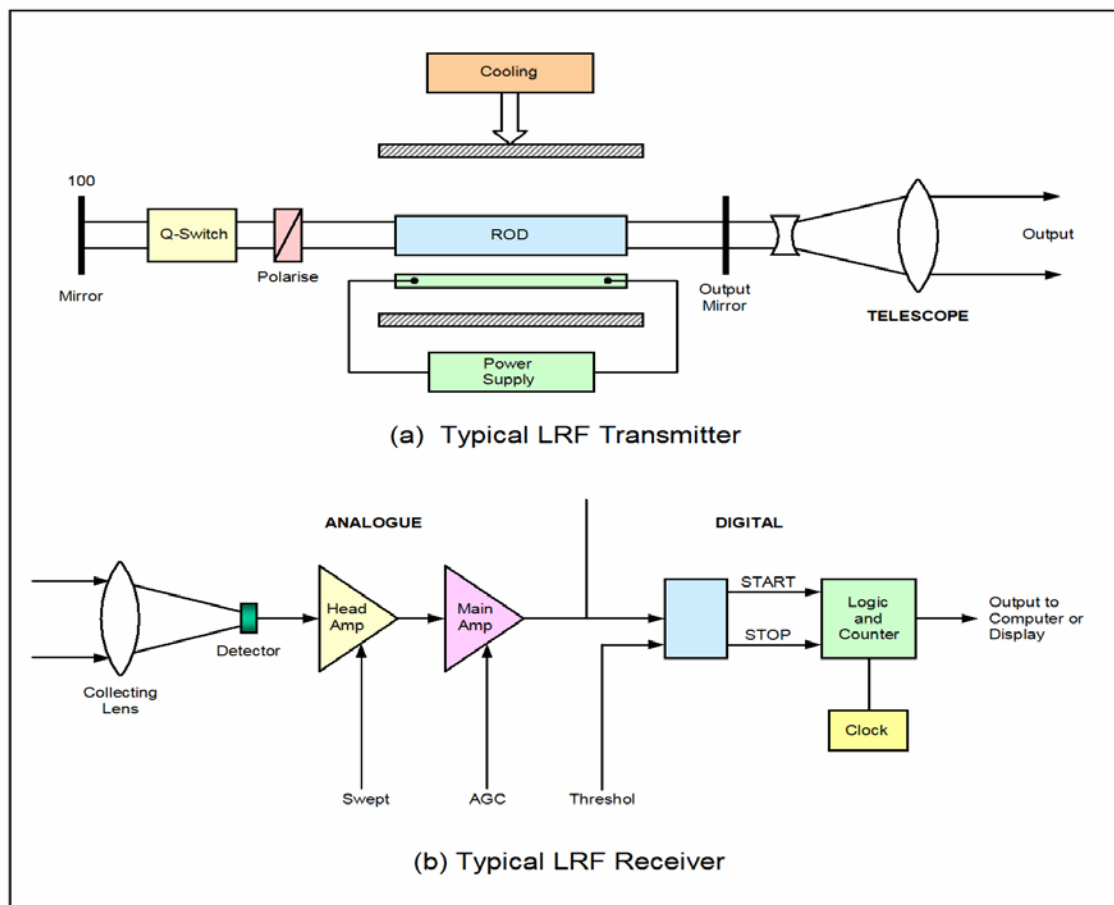 Cooling
100
Q-Switch
ROD
Output
Polarise
Mirror
Output
Mirror
TELESCOPE
Power
Supply
(a) Typical LRF Transmitter
ANALOGUE
DIGITAL
START
Head
Amp
Main
Amp
Logic
and
Counter
Output to
Computer or
Display
STOP
Detector
Collecting
Lens
Clock
Swept
AGC
Threshol
(b) Typical LRF Receiver